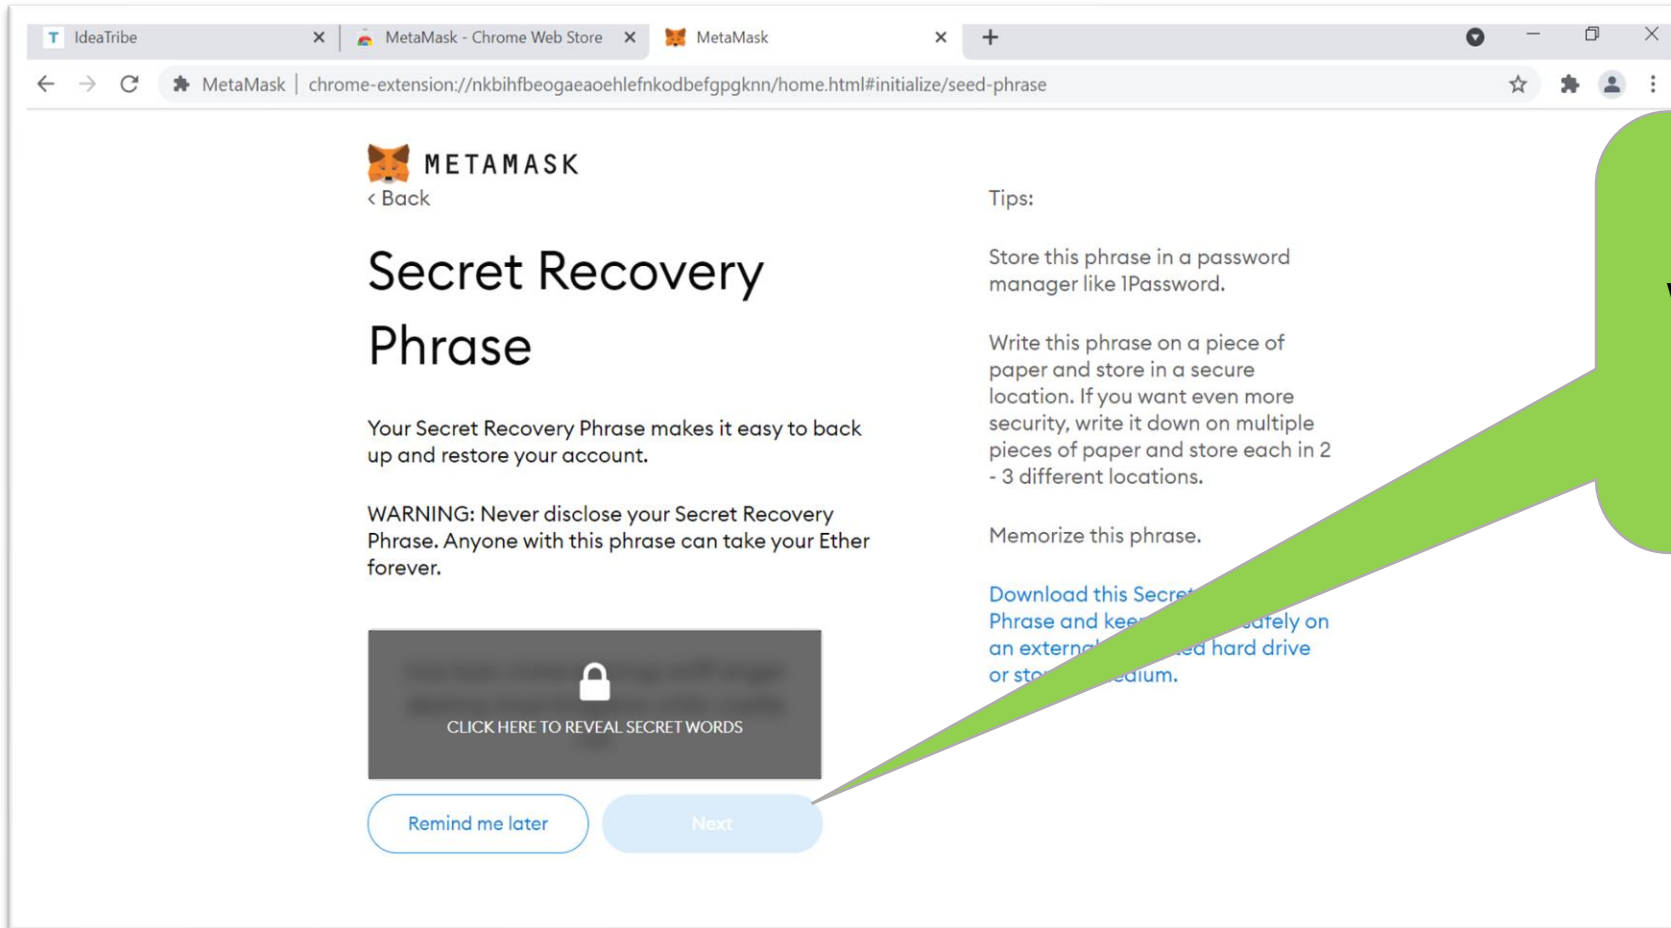 IdeaTribe
MetaMask - Chrome Web Store
MetaMask
MetaMask | chrome-extension://nkbihfbeogaeaoehlefnkodbefgpgknn/home.html#initialize/seed-phrase
METAMASK
< Back
Secret Recovery
Phrase
Your Secret Recovery Phrase makes it easy to back
up and restore your account.
WARNING: Never disclose your Secret Recovery
Phrase. Anyone with this phrase can take your Ether
forever.
CLICK HERE TO REVEAL SECRET WORDS
Remind me later
Next
Tips:
Store this phrase in a password
manager like 1Password.
Write this phrase on a piece of
paper and store in a secure
location. If you want even more
security, write it down on multiple
pieces of paper and store each in 2
- 3 different locations.
Memorize this phrase.
Download this Secret
Phrase and safely on
an hard drive
or